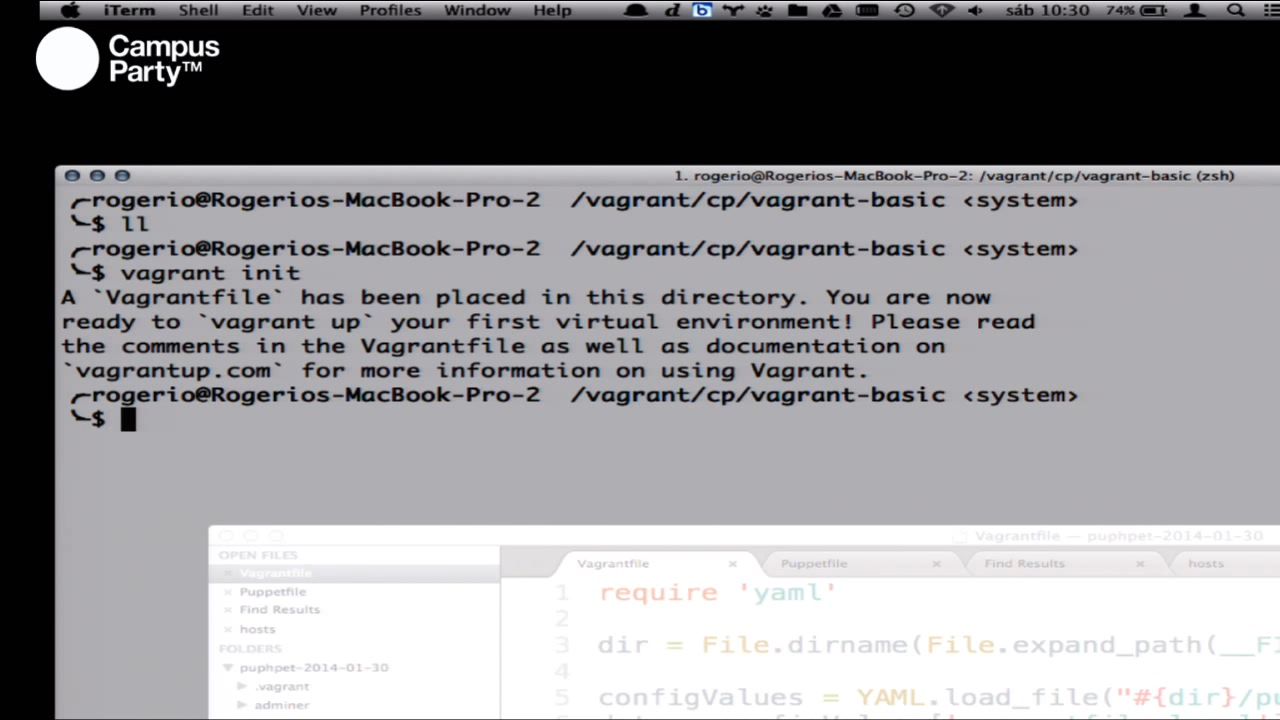 iTerm Shell Edit View Profiles Window Help sáb 10:30 74%
Campus
Party™
1. rogerio@Rogerios-MacBook-Pro-2: /vagrant/cp/vagrant-basic (zsh)
rogerio@Rogerios-MacBook-Pro-2 /vagrant/cp/vagrant-basic <system>
$ ll
rogerio@Rogerios-MacBook-Pro-2 /vagrant/cp/vagrant-basic <system>
$ vagrant init
A `Vagrantfile` has been placed in this directory. You are now
ready to `vagrant up` your first virtual environment! Please read
the comments in the Vagrantfile as well as documentation on
`vagrantup.com` for more information on using Vagrant.
rogerio@Rogerios-MacBook-Pro-2 /vagrant/cp/vagrant-basic <system>
$
Vagrantfile — puphpet-2014-01-30
OPEN FILES
Vagrantfile
Puppetfile
Find Results
hosts
FOLDERS
puphpet-2014-01-30
.vagrant
adminer
Vagrantfile Puppetfile Find Results hosts
1 require 'yaml'
2
3 dir = File.dirname(File.expand_path(__FI
4
5 configValues = YAML.load_file("#{dir}/pu